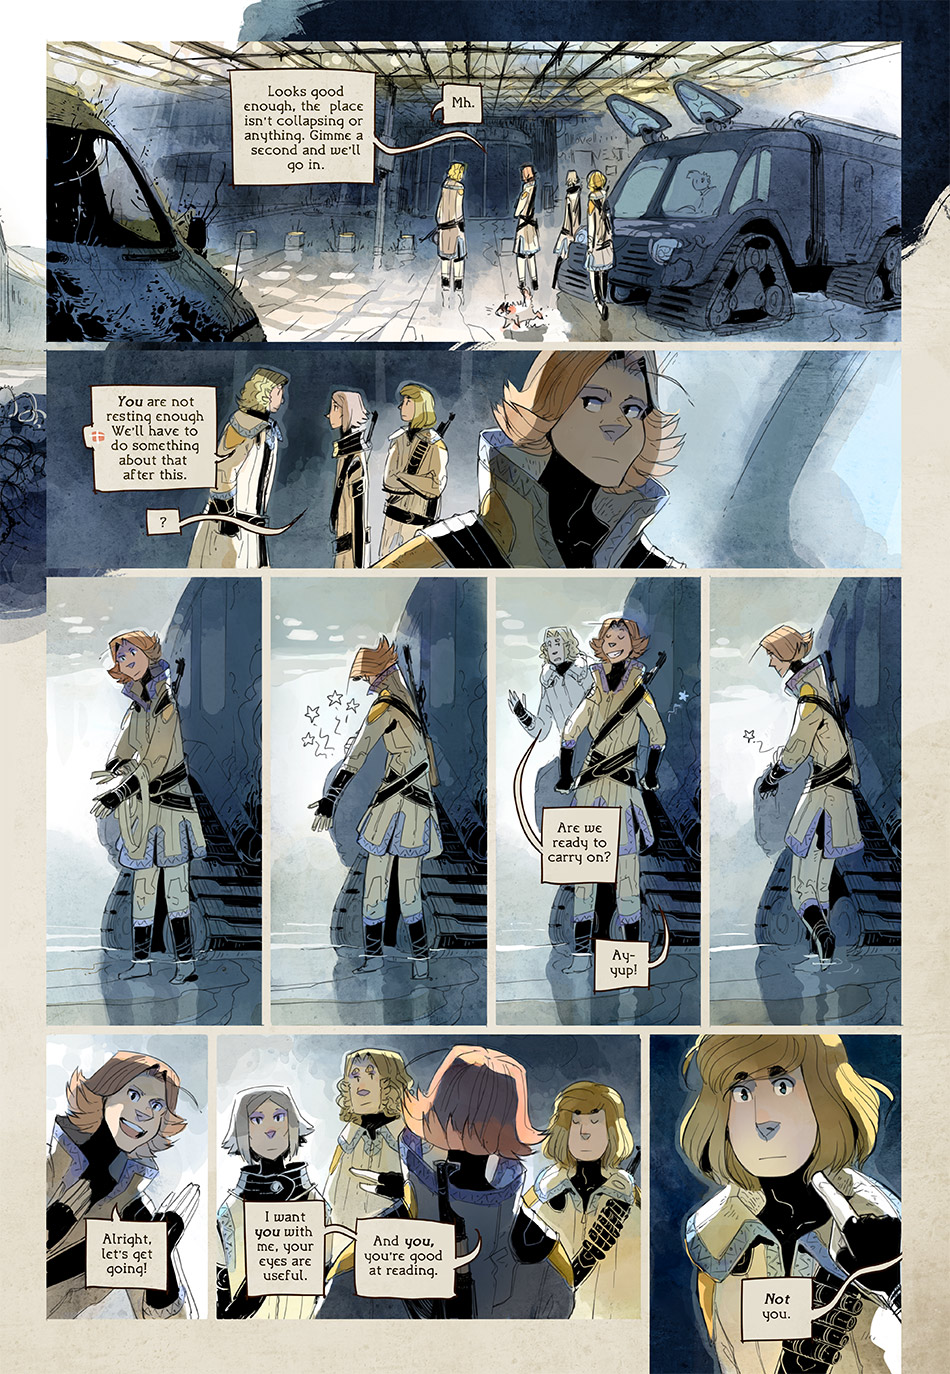 Looks good
enough, the place
isn't collapsing or
anything. Gimme a
second and we'll
go in.
Mh.
You are not
resting enough
We'll have to
do something
about that
after this.
?
Are we
ready to
carry on?
Ay-
yup!
Alright,
let's get
going!
I want
you with
me, your
eyes are
useful.
And you,
you're good
at reading.
Not
you.